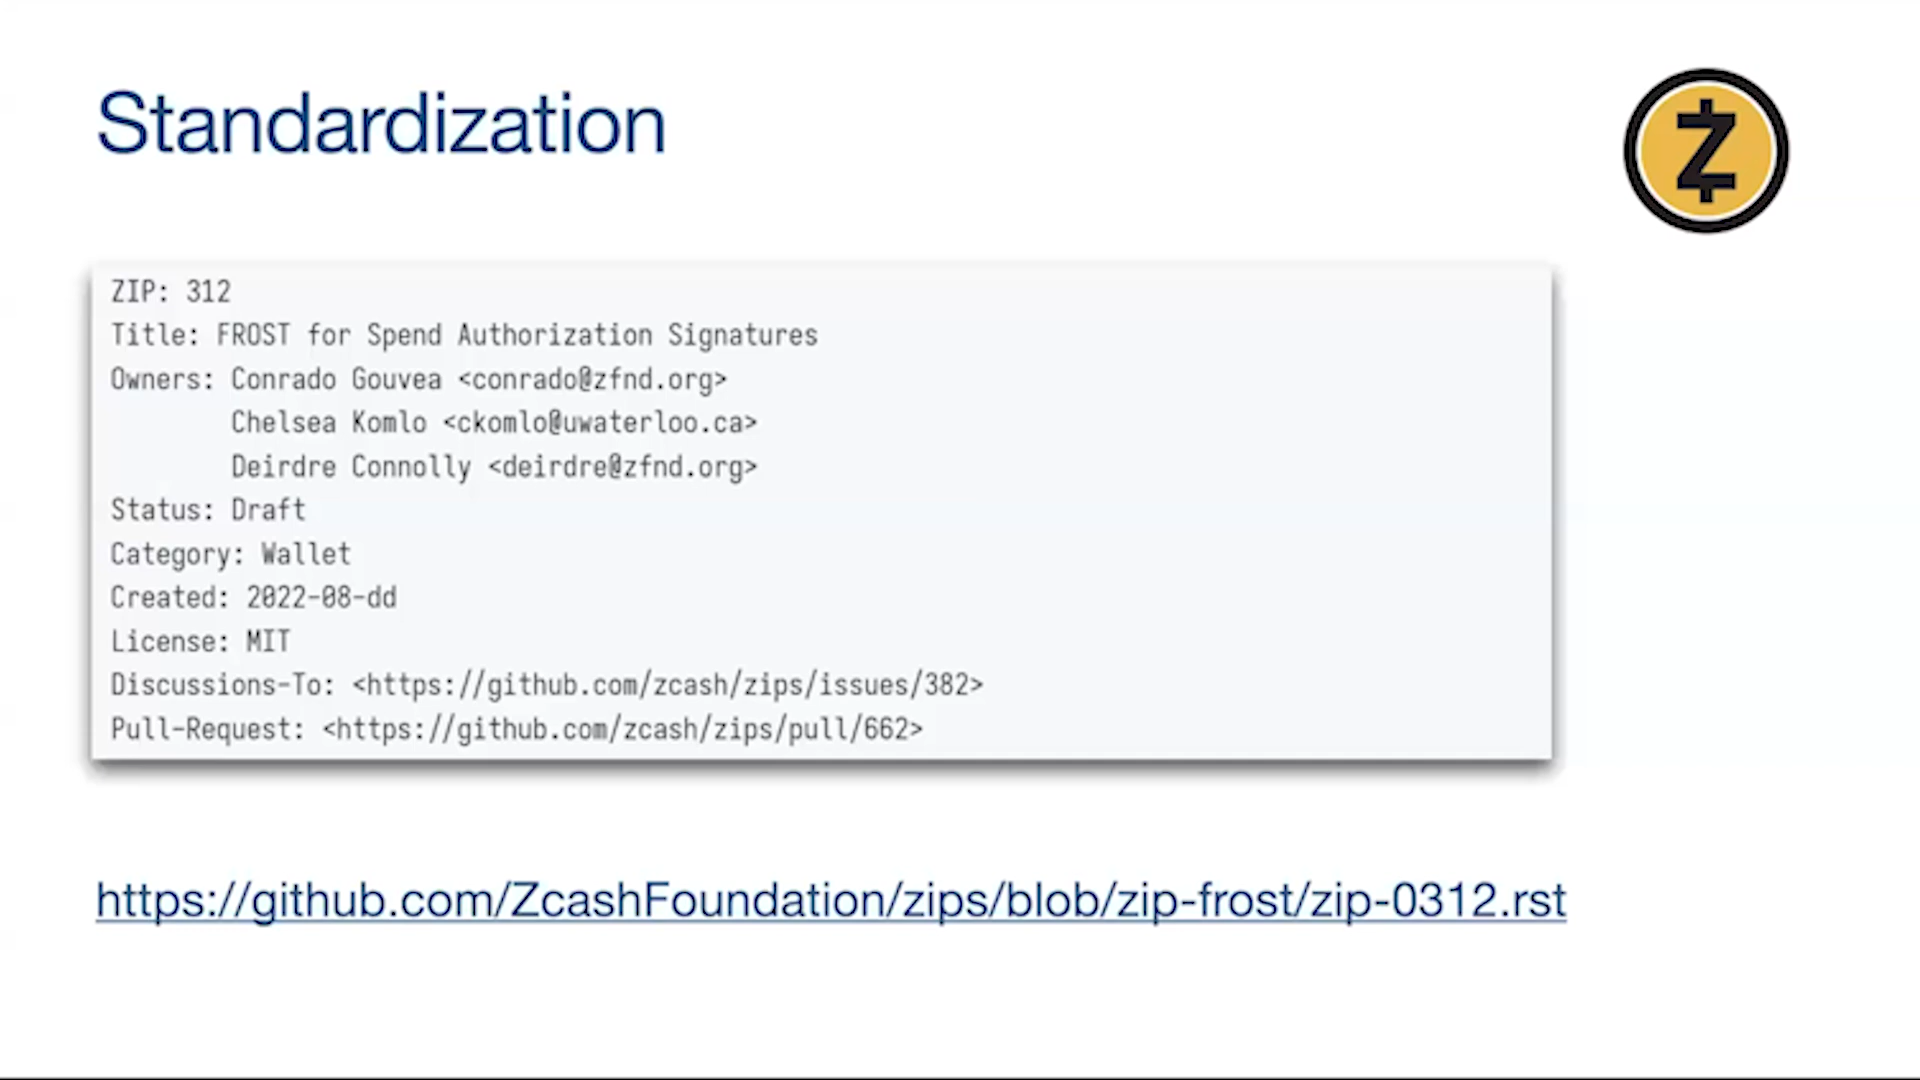 Standardization
ZIP: 312
Title: FROST for Spend Authorization Signatures
Owners: Conrado Gouvea <conrado@zfnd.org>
Chelsea Komlo <ckomlo@uwaterloo.ca>
Deirdre Connolly <deirdre@zfnd.org>
Status: Draft
Category: Wallet
Created: 2022-08-dd
License: MIT
Discussions-To: <https://github.com/zcash/zips/issues/382>
Pull-Request: <https://github.com/zcash/zips/pull/662>
https://github.com/ZcashFoundation/zips/blob/zip-frost/zip-0312.rst